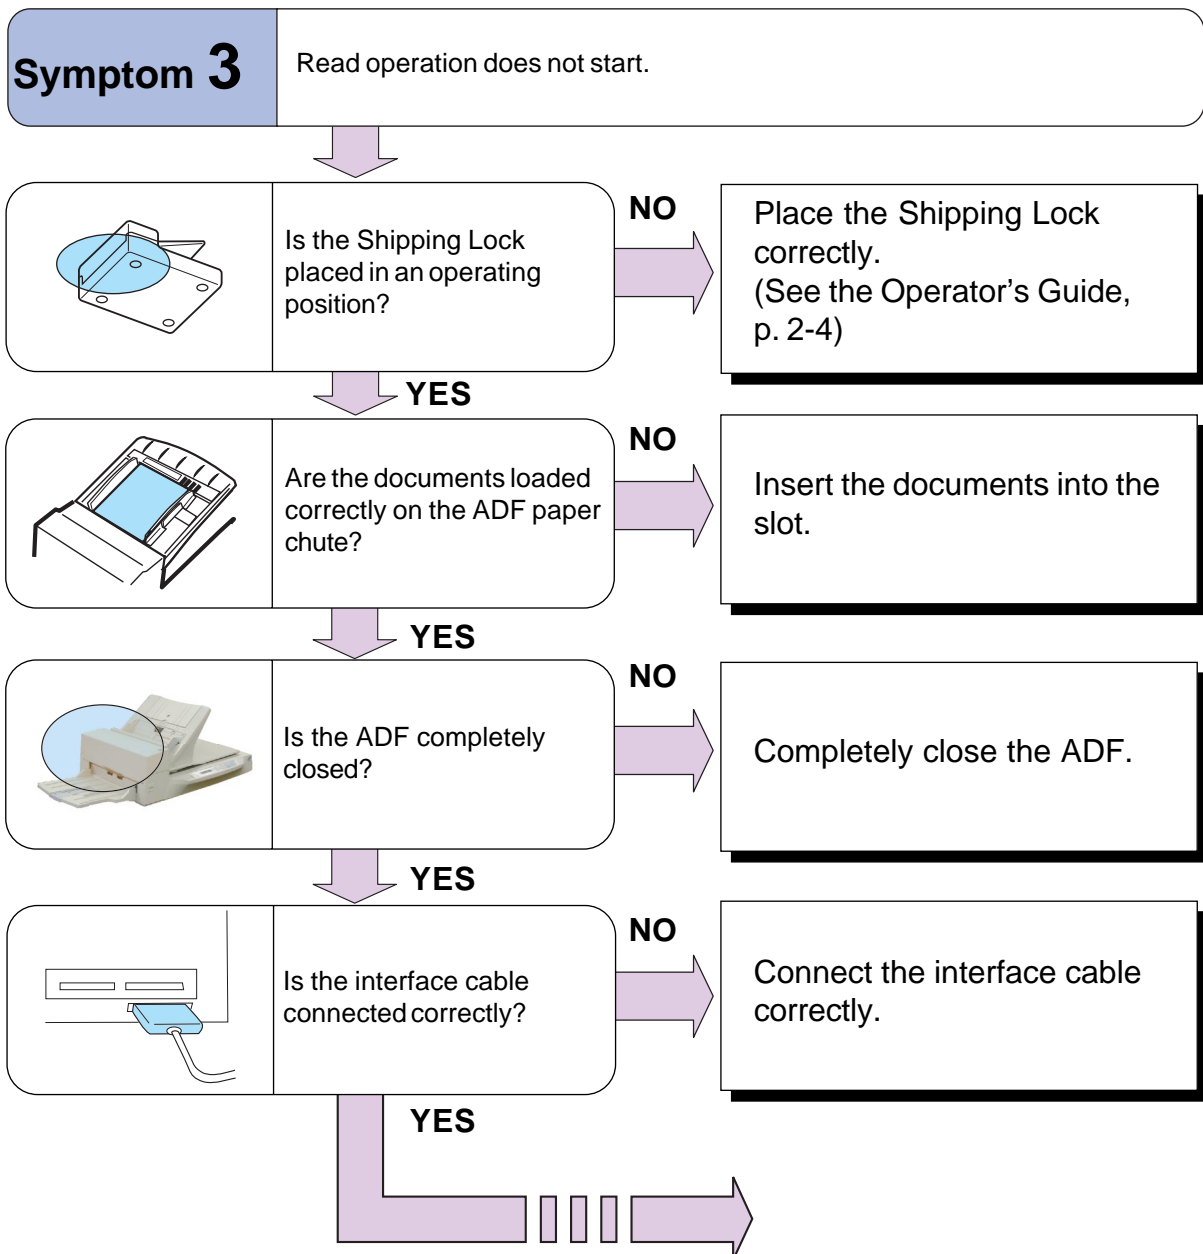 Symptom 3
Read operation does not start.
Is the Shipping Lock
placed in an operating
position?
NO
Place the Shipping Lock
correctly.
(See the Operator’s Guide,
p. 2-4)
YES
Are the documents loaded
correctly on the ADF paper
chute?
NO
Insert the documents into the
slot.
YES
Is the ADF completely
closed?
NO
Completely close the ADF.
YES
Is the interface cable
connected correctly?
NO
Connect the interface cable
correctly.
YES